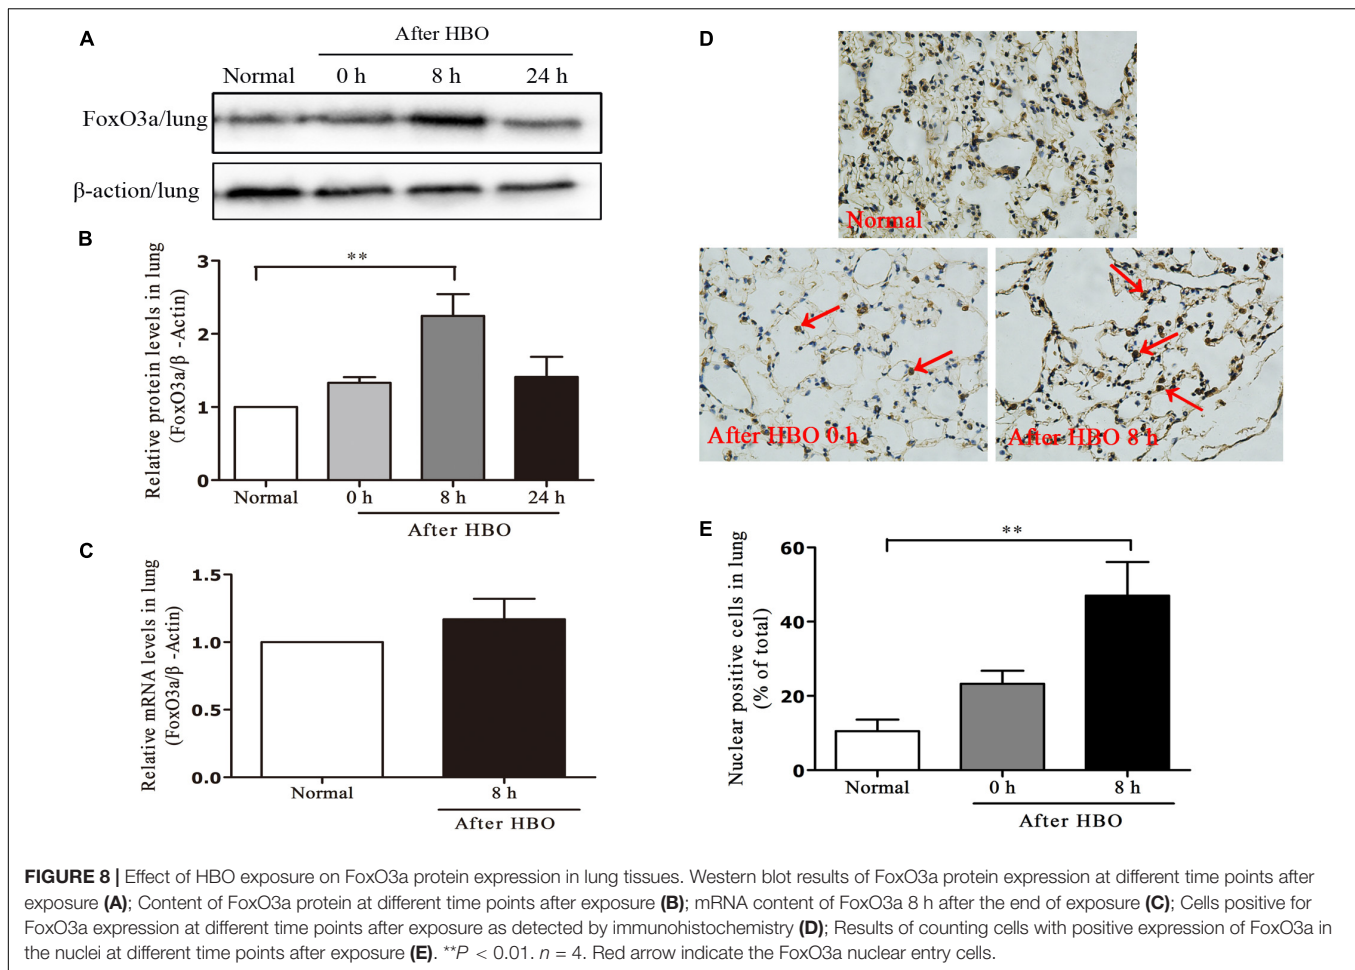 A
After HBO
Normal 0 h 8 h 24 h
FoxO3a/lung
β-action/lung
B
Relative protein levels in lung
(FoxO3a/β -Actin)
3
2
1
0
**
Normal 0 h 8 h 24 h
After HBO
C
Relative mRNA levels in lung
(FoxO3a/β -Actin)
1.5
1.0
0.5
0.0
Normal 8 h
After HBO
D
Normal
After HBO 0 h
After HBO 8 h
E
Nuclear positive cells in lung
(% of total)
60
40
20
0
**
Normal 0 h 8 h
After HBO
FIGURE 8 | Effect of HBO exposure on FoxO3a protein expression in lung tissues. Western blot results of FoxO3a protein expression at different time points after
exposure (A); Content of FoxO3a protein at different time points after exposure (B); mRNA content of FoxO3a 8 h after the end of exposure (C); Cells positive for
FoxO3a expression at different time points after exposure as detected by immunohistochemistry (D); Results of counting cells with positive expression of FoxO3a in
the nuclei at different time points after exposure (E). **P < 0.01. n = 4. Red arrow indicate the FoxO3a nuclear entry cells.